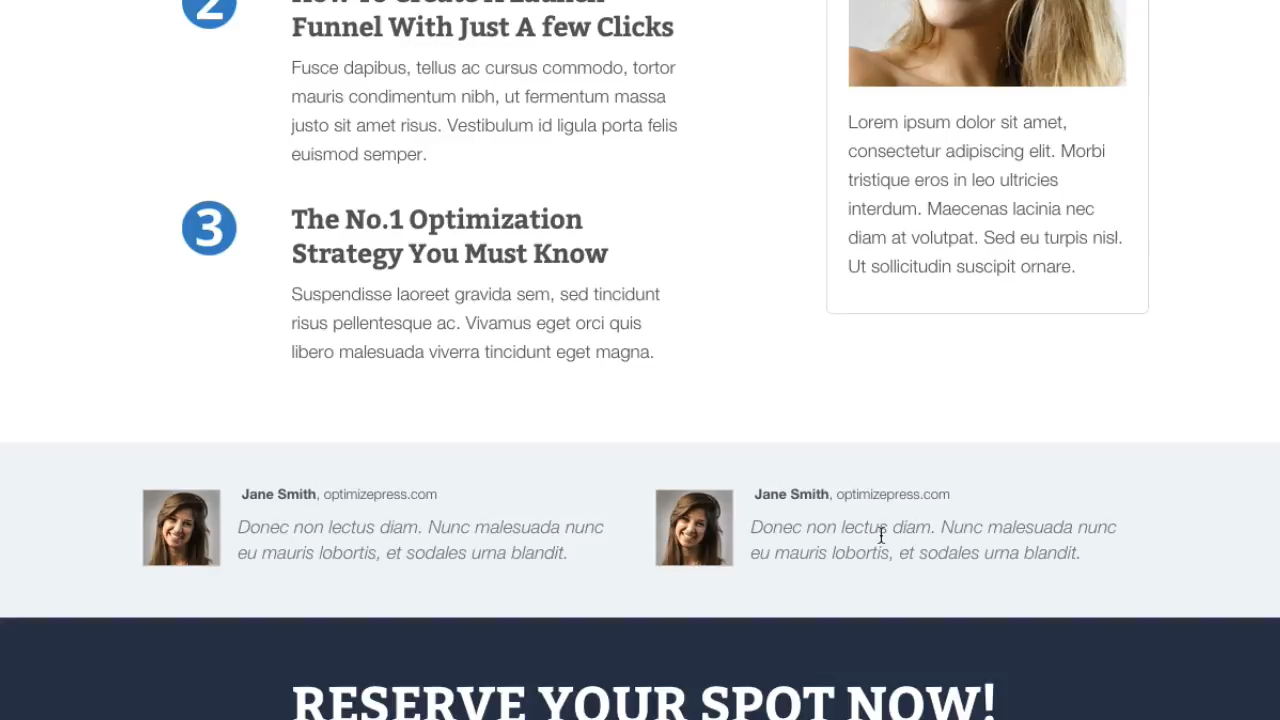 2
How To Create A Launch
Funnel With Just A few Clicks
Fusce dapibus, tellus ac cursus commodo, tortor
mauris condimentum nibh, ut fermentum massa
justo sit amet risus. Vestibulum id ligula porta felis
euismod semper.
3
The No.1 Optimization
Strategy You Must Know
Suspendisse laoreet gravida sem, sed tincidunt
risus pellentesque ac. Vivamus eget orci quis
libero malesuada viverra tincidunt eget magna.
Lorem ipsum dolor sit amet,
consectetur adipiscing elit. Morbi
tristique eros in leo ultricies
interdum. Maecenas lacinia nec
diam at volutpat. Sed eu turpis nisl.
Ut sollicitudin suscipit ornare.
Jane Smith, optimizepress.com
Donec non lectus diam. Nunc malesuada nunc
eu mauris lobortis, et sodales urna blandit.
Jane Smith, optimizepress.com
Donec non lectus diam. Nunc malesuada nunc
eu mauris lobortis, et sodales urna blandit.
RESERVE YOUR SPOT NOW!